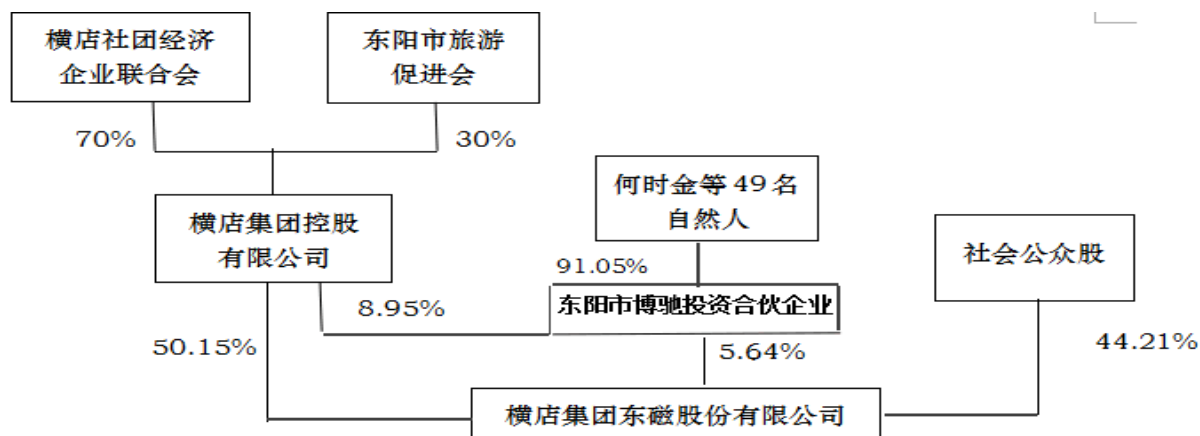 横店社团经济
企业联合会
东阳市旅游
促进会
70%
30%
何时金等 49 名
自然人
横店集团控股
有限公司
社会公众股
91.05%
8.95%
东阳市博驰投资合伙企业
50.15%
5.64%
44.21%
横店集团东磁股份有限公司